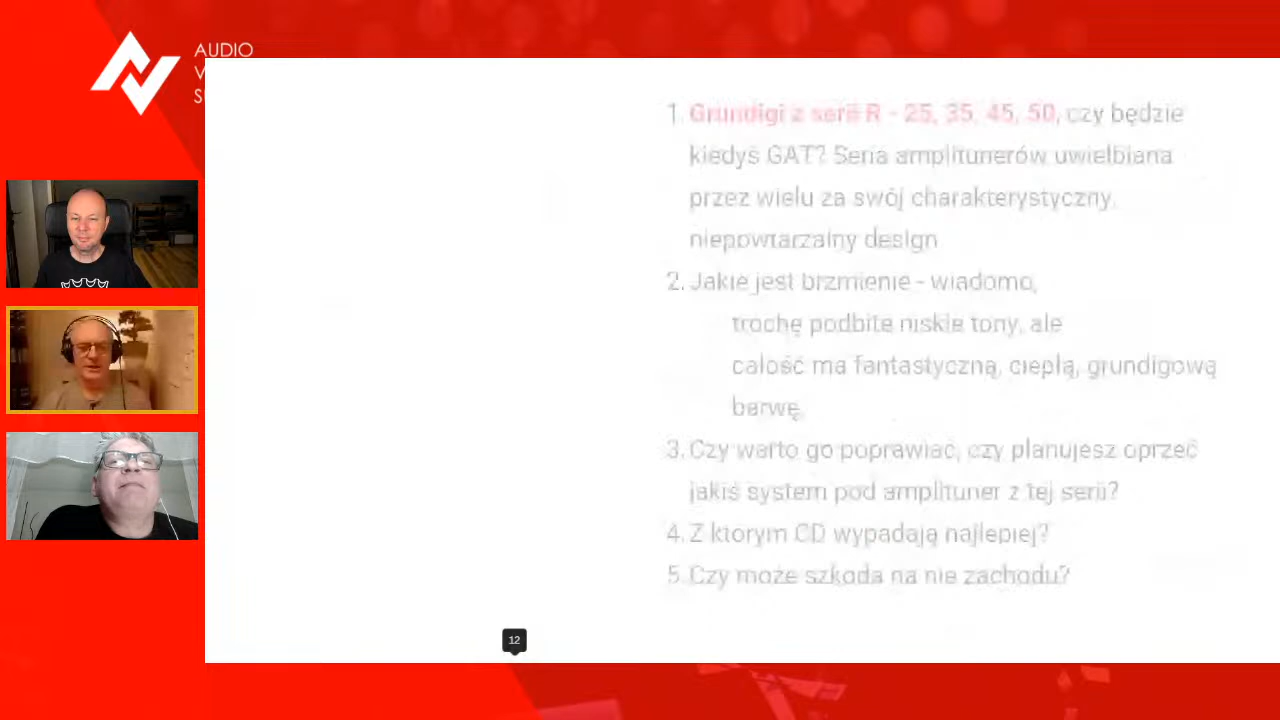 AUDIO
V
S
1. Grundigi z serii R - 25, 35, 45, 50, czy będzie
kiedyś GAT? Seria amplitunerów uwielbiana
przez wielu za swój charakterystyczny,
niepowtarzalny design
2. Jakie jest brzmienie - wiadomo,
trochę podbite niskie tony, ale
całość ma fantastyczną, ciepłą, grundigową
barwę,
3. Czy warto go poprawiać, czy planujesz oprzeć
jakiś system pod amplituner z tej serii?
4. Z którym CD wypadają najlepiej?
5. Czy może szkoda na nie zachodu?
12